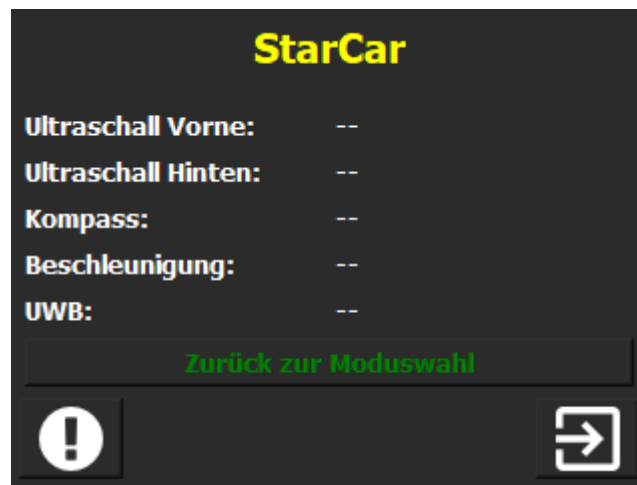 StarCar
Ultraschall Vorne: --
Ultraschall Hinten: --
Kompass: --
Beschleunigung: --
UWB: --
Zurück zur Moduswahl